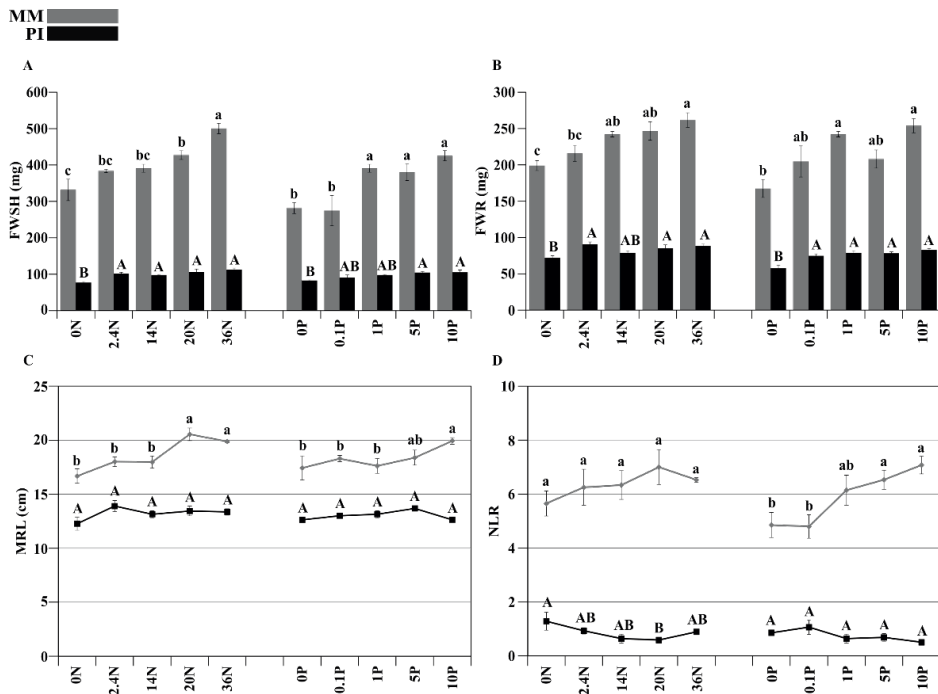 MM
PI
A
600
500
400
300
200
100
0
FWSH (mg)
c bc bc b a b b a a a
B A A A A B AB AB A A
0N 2.4N 14N 20N 36N 0P 0.1P 1P 5P 10P
B
300
250
200
150
100
50
0
FWR (mg)
c bc ab ab a b ab a ab a
B A AB A A B A A A A
0N 2.4N 14N 20N 36N 0P 0.1P 1P 5P 10P
C
25
20
15
10
5
0
MRL (cm)
b b b a a b b b ab a
A A A A A A A A A A
0N 2.4N 14N 20N 36N 0P 0.1P 1P 5P 10P
D
10
8
6
4
2
0
NLR
a a a a a b b ab a a
A AB AB B AB A A A A A
0N 2.4N 14N 20N 36N 0P 0.1P 1P 5P 10P